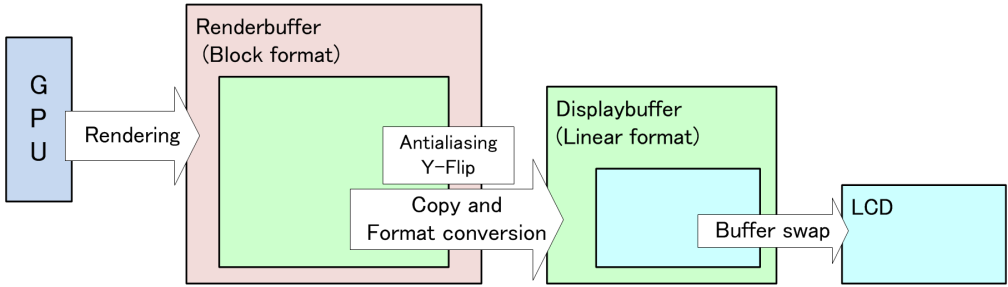 G
P
U
Rendering
Renderbuffer
(Block format)
Antialiasing
Y-Flip
Copy and
Format conversion
Displaybuffer
(Linear format)
Buffer swap
LCD